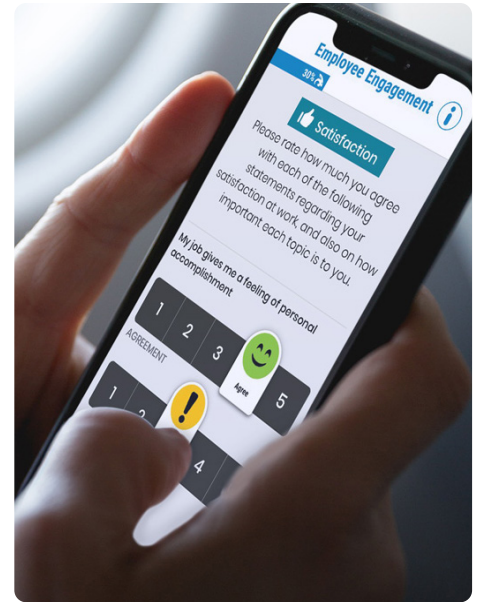 Employee Engagement
30%
i
Satisfaction
Please rate how much you agree
with each of the following
statements regarding your
satisfaction at work, and also on how
important each topic is to you.
My job gives me a feeling of personal
accomplishment
1 2 3 Agree 5
AGREEMENT
1 2 ! 4